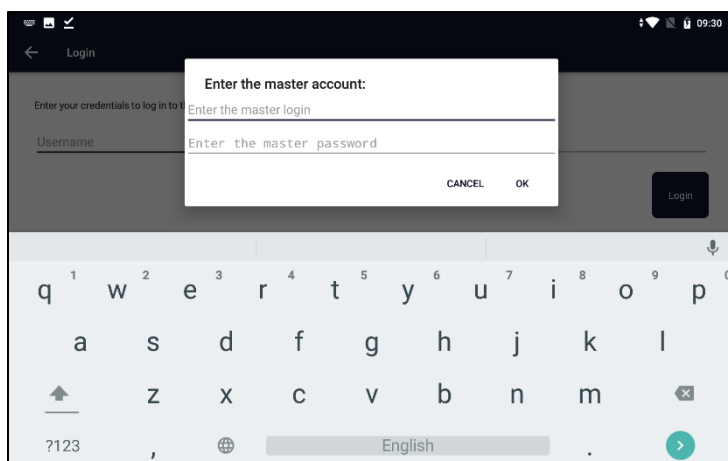 09:30
Login
Enter the master account:
Enter your credentials to log in to t
Enter the master login
Username
Enter the master password
CANCEL OK
Login
q 1 w 2 e 3 r 4 t 5 y 6 u 7 i 8 o 9 p 0
a s d f g h j k l
z x c v b n m
?123 , English .